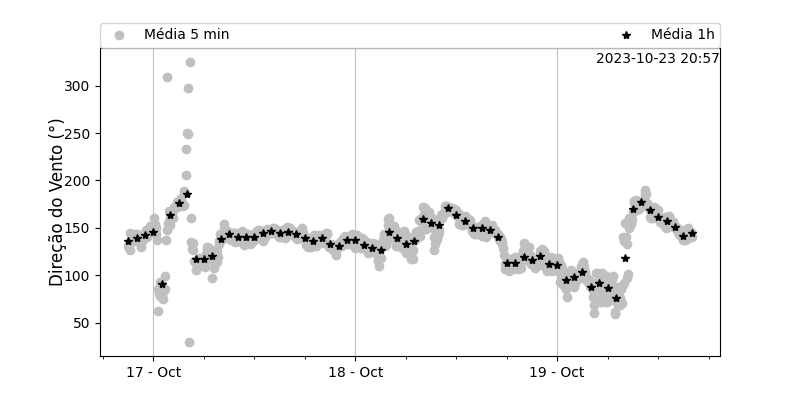 Média 5 min
Média 1h
2023-10-23 20:57
Direção do Vento (°)
300
250
200
150
100
50
17 - Oct
18 - Oct
19 - Oct